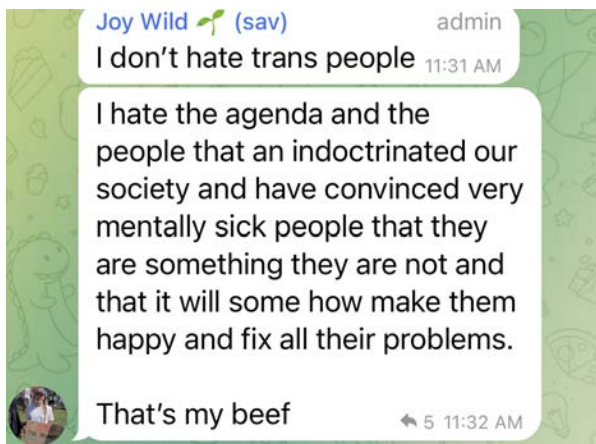 Joy Wild 🌱 (sav) admin
I don't hate trans people 11:31 AM
I hate the agenda and the
people that an indoctrinated our
society and have convinced very
mentally sick people that they
are something they are not and
that it will some how make them
happy and fix all their problems.
That's my beef 5 11:32 AM